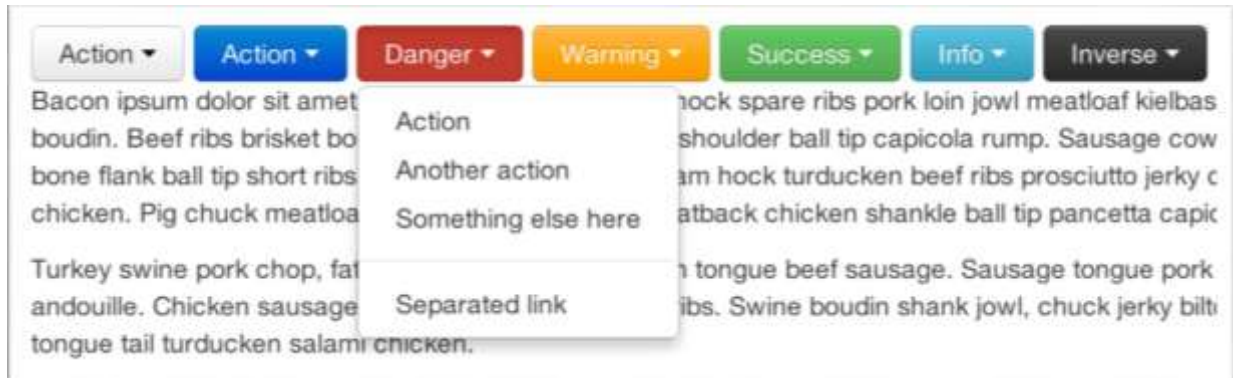 Action Action Danger Warning Success Info Inverse
Action
Another action
Something else here
Separated link
Bacon ipsum dolor sit amet hock spare ribs pork loin jowl meatloaf kielbas
boudin. Beef ribs brisket bo shoulder ball tip capicola rump. Sausage cow
bone flank ball tip short ribs am hock turducken beef ribs prosciutto jerky c
chicken. Pig chuck meatloa atback chicken shankle ball tip pancetta capic
Turkey swine pork chop, fat tongue beef sausage. Sausage tongue pork
andouille. Chicken sausage ibs. Swine boudin shank jowl, chuck jerky bilt
tongue tail turducken salami chicken.